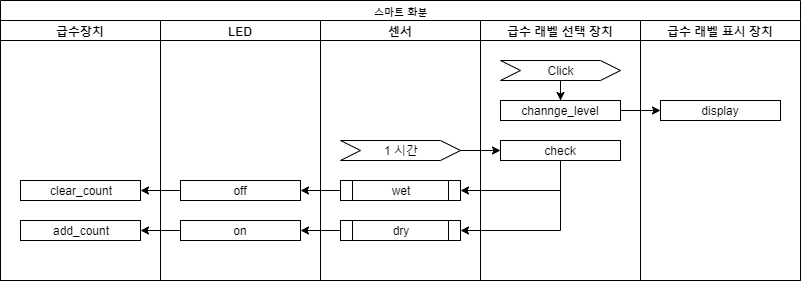 스마트 화분
급수장치
LED
센서
급수 래벨 선택 장치
급수 래벨 표시 장치
Click
channge_level
display
1 시간
check
clear_count
off
wet
add_count
on
dry